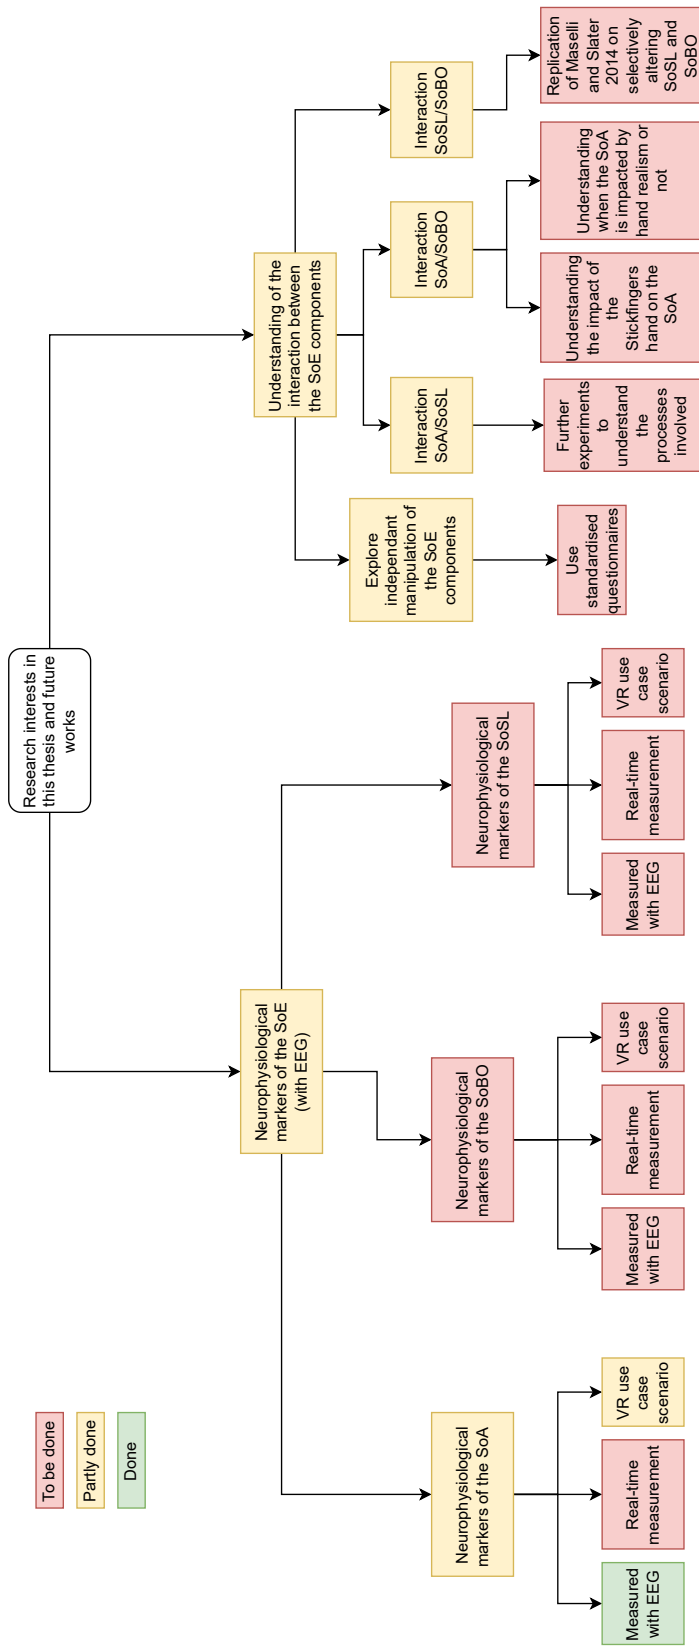 Research interests in
this thesis and future
works
To be done
Partly done
Done
Neurophysiological
markers of the SoE
(with EEG)
Understanding of the
interaction between
the SoE components
Neurophysiological
markers of the SoA
Neurophysiological
markers of the SoBO
Neurophysiological
markers of the SoSL
Explore
independant
manipulation of
the SoE
components
Interaction
SoA/SoSL
Interaction
SoA/SoBO
Interaction
SoSL/SoBO
Measured
with EEG
Real-time
measurement
VR use
case
scenario
Measured
with EEG
Real-time
measurement
VR use
case
scenario
Measured
with EEG
Real-time
measurement
VR use
case
scenario
Use
standardised
questionnaires
Further
experiments
to
understand
the
processes
involved
Understanding
the impact of
the
Stickfingers
hand on the
SoA
Understanding
when the SoA
is impacted by
hand realism or
not
Replication
of Maselli
and Slater
2014 on
selectively
altering
SoSL and
SoBO